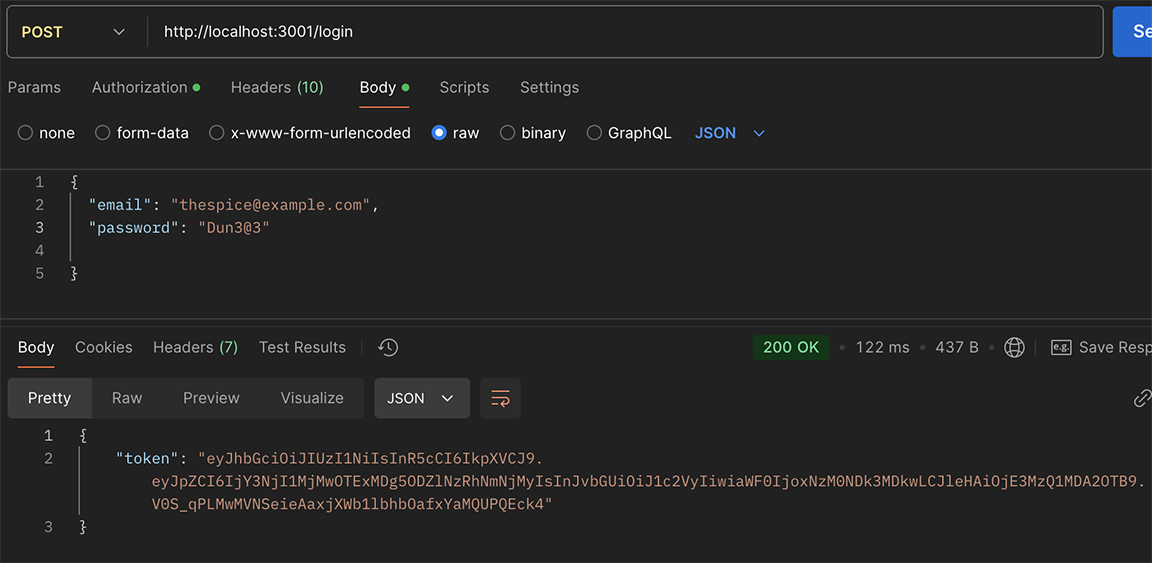 POST http://localhost:3001/login Se
Params Authorization Headers (10) Body Scripts Settings
none form-data x-www-form-urlencoded raw binary GraphQL JSON
1 {
2 "email": "thespice@example.com",
3 "password": "Dun3@3"
4
5 }
Body Cookies Headers (7) Test Results 200 OK • 122 ms • 437 B • e.g. Save Resp
Pretty Raw Preview Visualize JSON
1 {
2 "token": "eyJhbGciOiJIUzI1NiIsInR5cCI6IkpXVCJ9.
eyJpZCI6IjY3NjI1MjMwOTExMDg5ODZlNzRhNmNjMyIsInJvbGUiOiJ1c2VyIiwiaWF0IjoxNzM0NDk3MDkwLCJleHAiOjE3MzQ1MDA2OTB9.
V0S_qPLMwMVNSeieAaxjXWb1lbhbOafxYaMQUPQEck4"
3 }